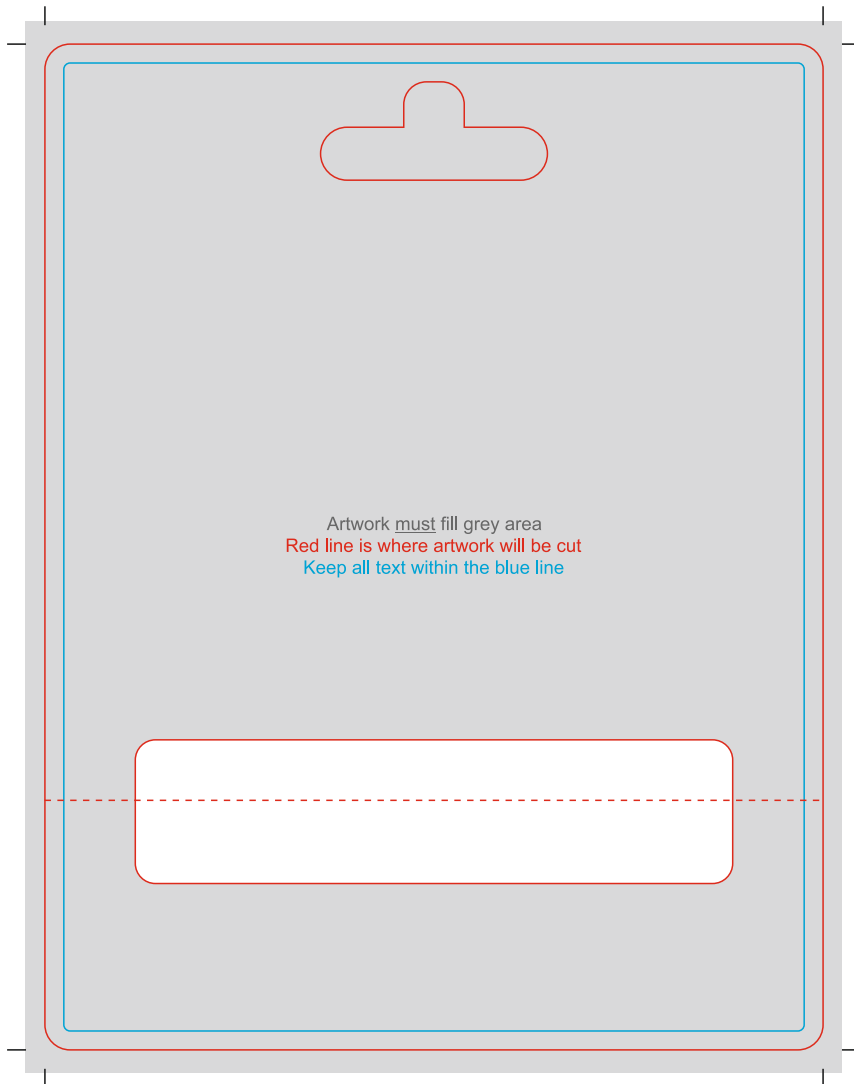 Artwork must fill grey area
Red line is where artwork will be cut
Keep all text within the blue line